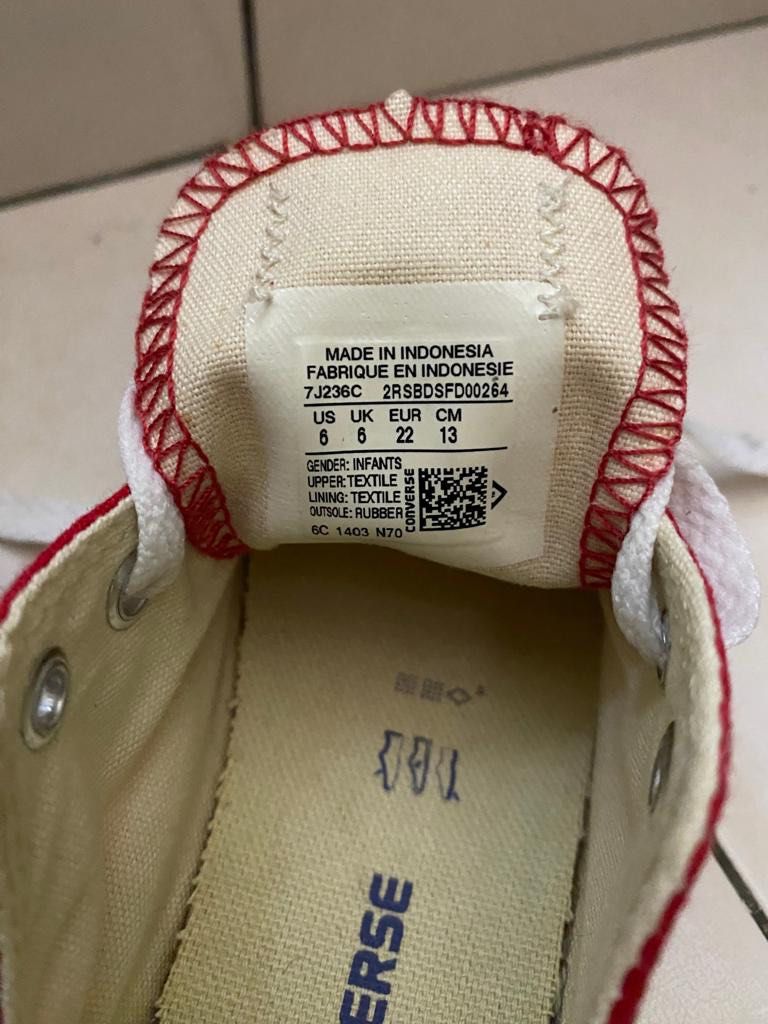 MADE IN INDONESIA
FABRIQUE EN INDONESIE
7J236C 2RSBDSFD00264
US UK EUR CM
6 6 22 13
GENDER: INFANTS
UPPER: TEXTILE
LINING: TEXTILE
OUTSOLE: RUBBER
CONVERSE
6C 1403 N70
ERSE